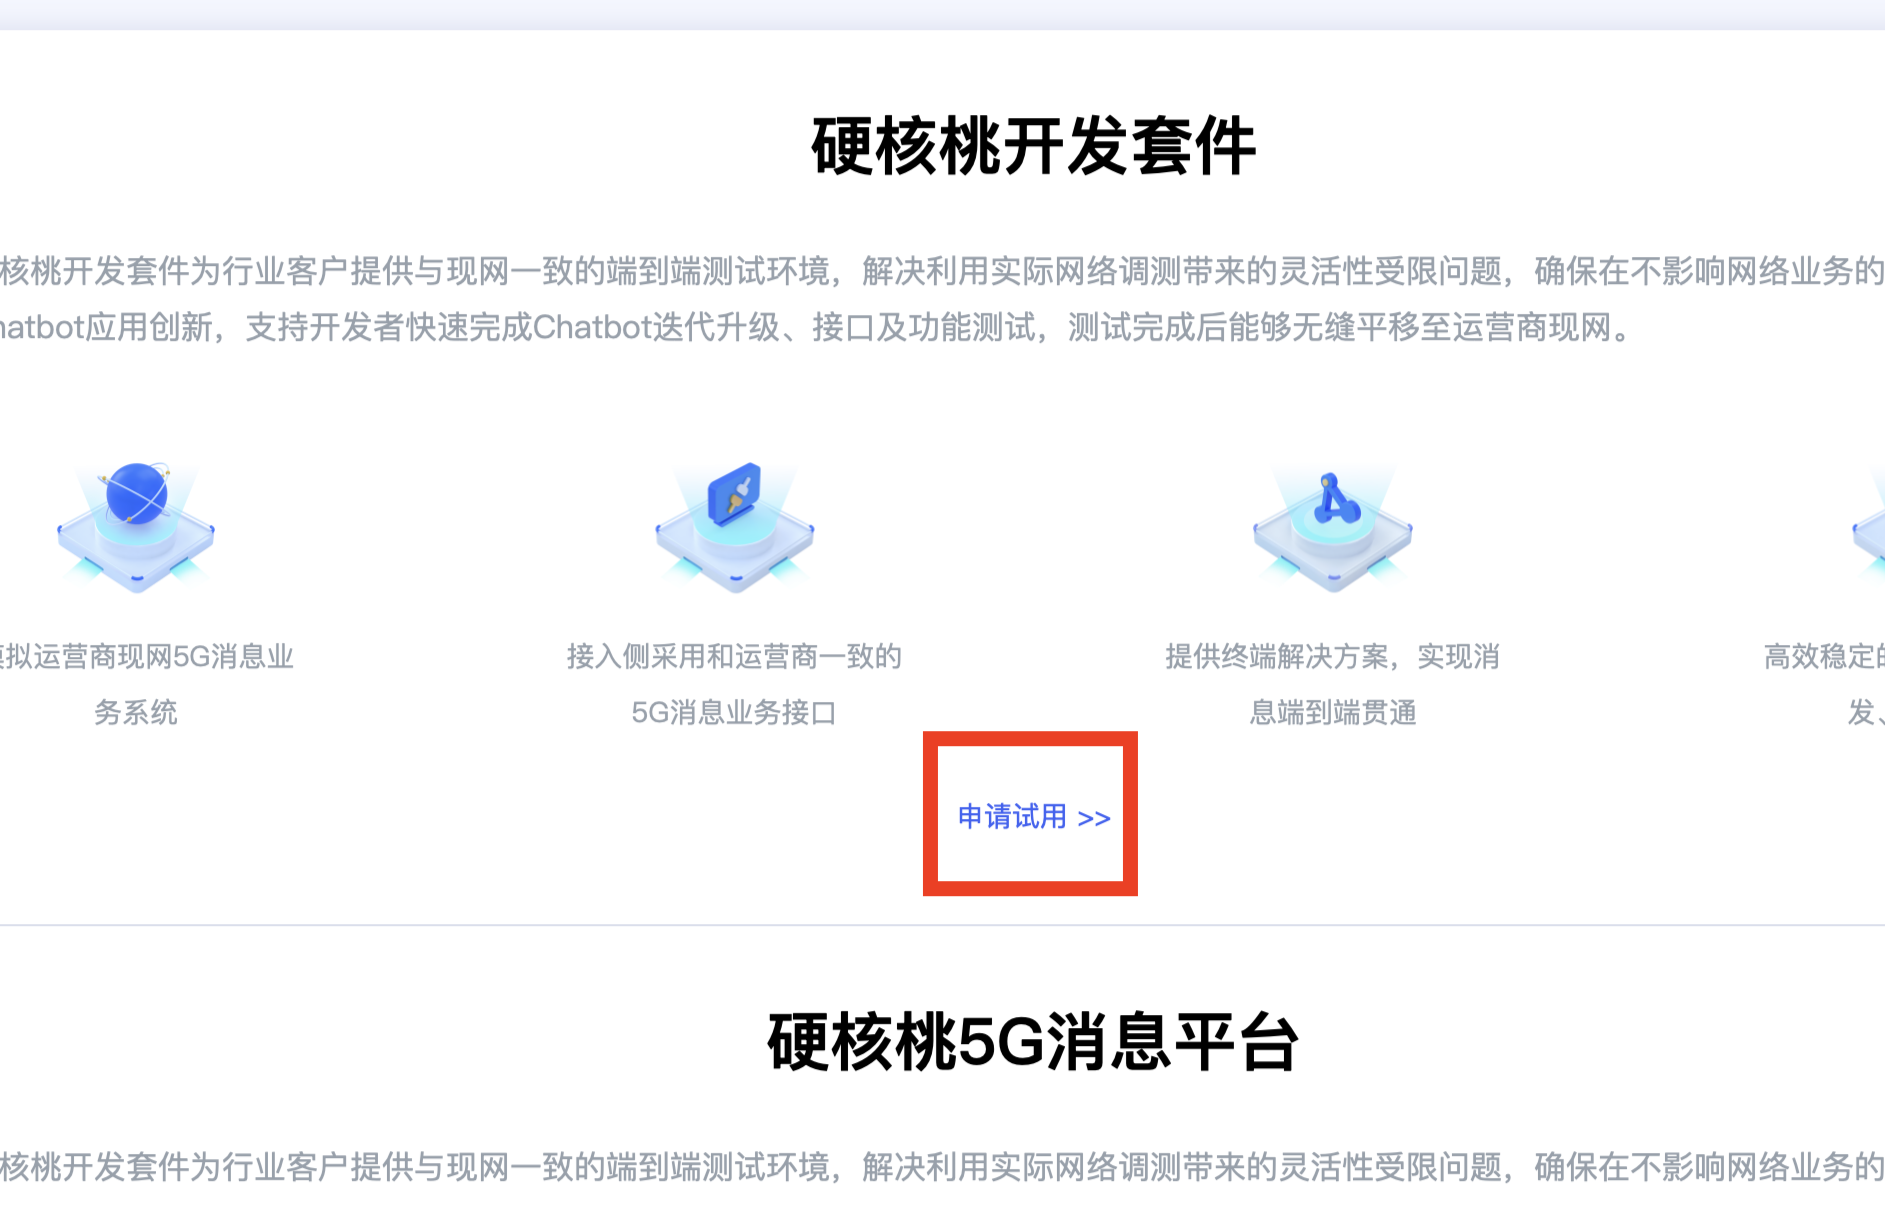 硬核桃开发套件
核桃开发套件为行业客户提供与现网一致的端到端测试环境，解决利用实际网络调测带来的灵活性受限问题，确保在不影响网络业务的
hatbot应用创新，支持开发者快速完成Chatbot迭代升级、接口及功能测试，测试完成后能够无缝平移至运营商现网。
模拟运营商现网5G消息业
务系统
接入侧采用和运营商一致的
5G消息业务接口
提供终端解决方案，实现消
息端到端贯通
高效稳定的
发、
申请试用 >>
硬核桃5G消息平台
核桃开发套件为行业客户提供与现网一致的端到端测试环境，解决利用实际网络调测带来的灵活性受限问题，确保在不影响网络业务的